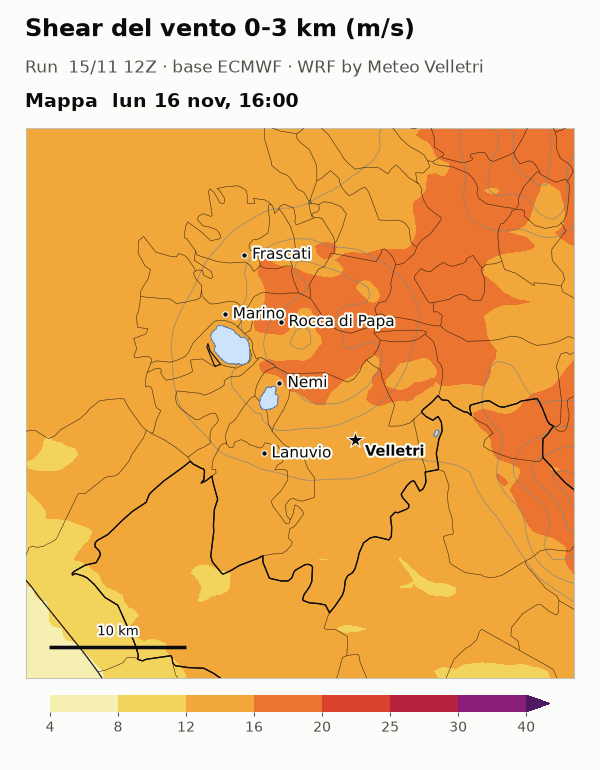 Shear del vento 0-3 km (m/s)
Run  15/11 12Z · base ECMWF · WRF by Meteo Velletri
Mappa  lun 16 nov, 16:00
Frascati
Marino
Rocca di Papa
Nemi
Velletri
Lanuvio
10 km
4 8 12 16 20 25 30 40